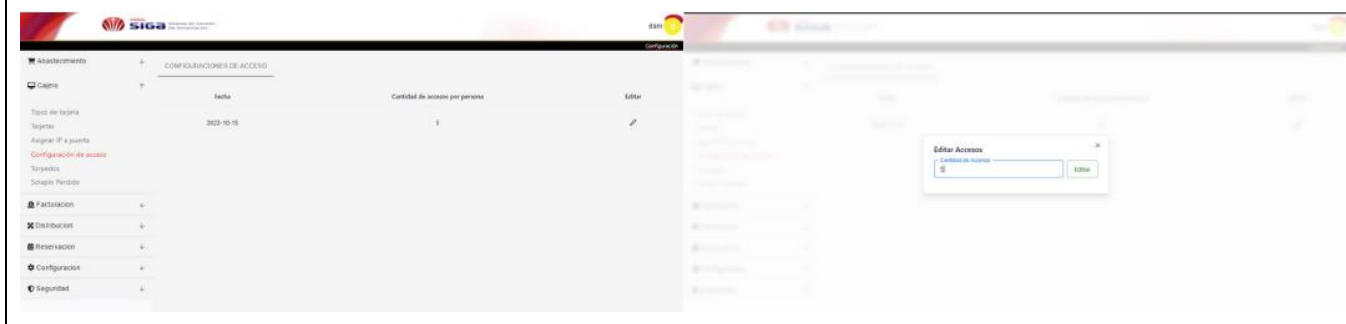 SIGA
dani
Configuración
Abastecimiento
CONFIGURACIONES DE ACCESO
Cajero
Fecha
Cantidad de accesos por persona
Editar
Tipos de tarjeta
2023-10-15
Tarjetas
Asignar IP a puerta
Configuración de acceso
Torpedos
Solapin Perdido
Facturacion
Distribucion
Reservacion
Configuracion
Seguridad
Editar Accesos
Cantidad de Accesos
Editar